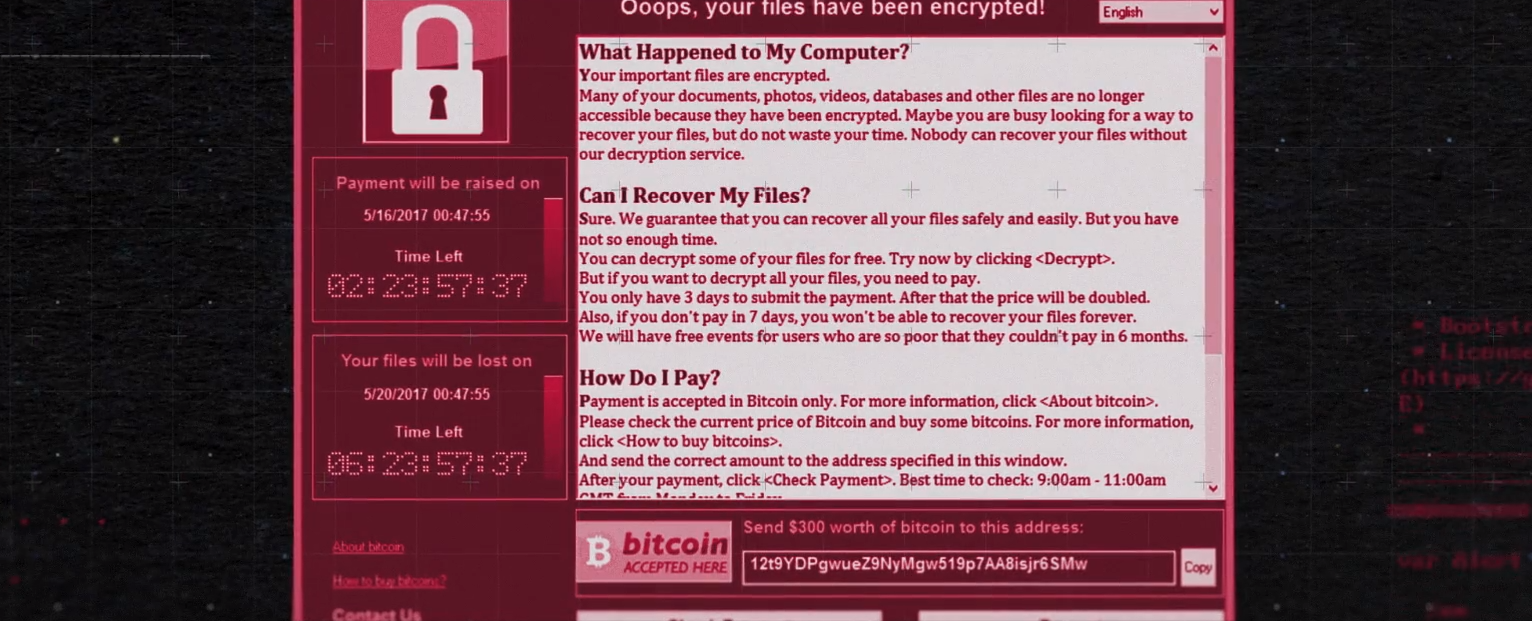 Ooops, your files have been encrypted!
English
What Happened to My Computer?
Your important files are encrypted.
Many of your documents, photos, videos, databases and other files are no longer
accessible because they have been encrypted. Maybe you are busy looking for a way to
recover your files, but do not waste your time. Nobody can recover your files without
our decryption service.
Can I Recover My Files?
Sure. We guarantee that you can recover all your files safely and easily. But you have
not so enough time.
You can decrypt some of your files for free. Try now by clicking <Decrypt>.
But if you want to decrypt all your files, you need to pay.
You only have 3 days to submit the payment. After that the price will be doubled.
Also, if you don't pay in 7 days, you won't be able to recover your files forever.
We will have free events for users who are so poor that they couldn't pay in 6 months.
How Do I Pay?
Payment is accepted in Bitcoin only. For more information, click <About bitcoin>.
Please check the current price of Bitcoin and buy some bitcoins. For more information,
click <How to buy bitcoins>.
And send the correct amount to the address specified in this window.
After your payment, click <Check Payment>. Best time to check: 9:00am - 11:00am
GMT from Monday to Friday
Payment will be raised on
5/16/2017 00:47:55
Time Left
02:23:57:37
Your files will be lost on
5/20/2017 00:47:55
Time Left
06:23:57:37
About bitcoin
How to buy bitcoins?
Contact Us
bitcoin
ACCEPTED HERE
Send $300 worth of bitcoin to this address:
12t9YDPgwueZ9NyMgw519p7AA8isjr6SMw
Copy
* License
(https://